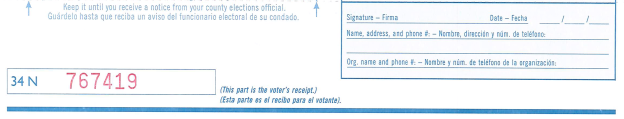 Keep it until you receive a notice from your county elections official.
Guárdelo hasta que reciba un aviso del funcionario electoral de su condado.
Signature – Firma Date – Fecha ____/____/____
Name, address, and phone #: – Nombre, dirección y núm. de teléfono:
Org. name and phone #: – Nombre y núm. de teléfono de la organización:
34 N 767419
(This part is the voter's receipt.)
(Esta parte es el recibo para el votante).